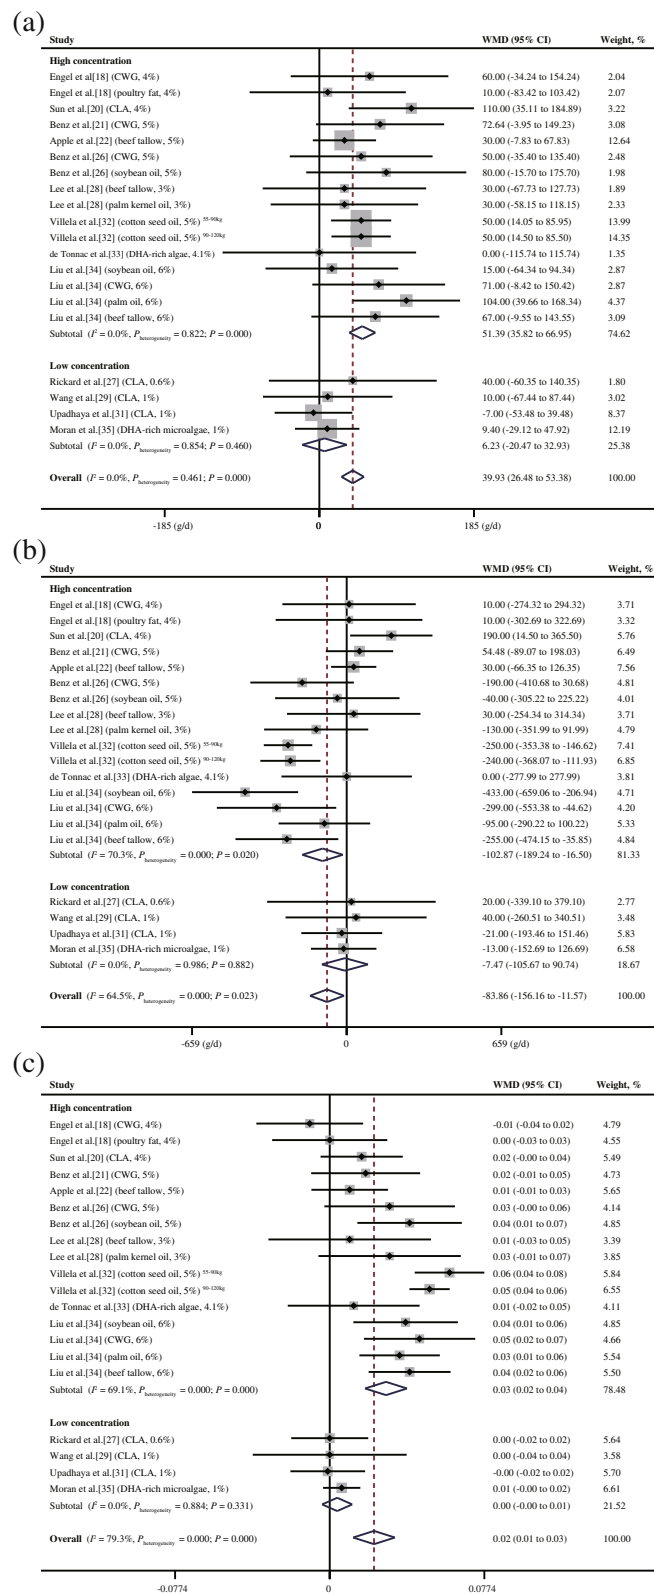 (a)
Study WMD (95% CI) Weight, %
High concentration
Engel et al[18] (CWG, 4%) 60.00 (-34.24 to 154.24) 2.04
Engel et al.[18] (poultry fat, 4%) 10.00 (-83.42 to 103.42) 2.07
Sun et al.[20] (CLA, 4%) 110.00 (35.11 to 184.89) 3.22
Benz et al.[21] (CWG, 5%) 72.64 (-3.95 to 149.23) 3.08
Apple et al.[22] (beef tallow, 5%) 30.00 (-7.83 to 67.83) 12.64
Benz et al.[26] (CWG, 5%) 50.00 (-35.40 to 135.40) 2.48
Benz et al.[26] (soybean oil, 5%) 80.00 (-15.70 to 175.70) 1.98
Lee et al.[28] (beef tallow, 3%) 30.00 (-67.73 to 127.73) 1.89
Lee et al.[28] (palm kernel oil, 3%) 30.00 (-58.15 to 118.15) 2.33
Villela et al.[32] (cotton seed oil, 5%) 55-90kg 50.00 (14.05 to 85.95) 13.99
Villela et al.[32] (cotton seed oil, 5%) 90-120kg 50.00 (14.50 to 85.50) 14.35
de Tonnac et al.[33] (DHA-rich algae, 4.1%) 0.00 (-115.74 to 115.74) 1.35
Liu et al.[34] (soybean oil, 6%) 15.00 (-64.34 to 94.34) 2.87
Liu et al.[34] (CWG, 6%) 71.00 (-8.42 to 150.42) 2.87
Liu et al.[34] (palm oil, 6%) 104.00 (39.66 to 168.34) 4.37
Liu et al.[34] (beef tallow, 6%) 67.00 (-9.55 to 143.55) 3.09
Subtotal (I² = 0.0%, Pheterogeneity = 0.822; P = 0.000) 51.39 (35.82 to 66.95) 74.62
Low concentration
Rickard et al.[27] (CLA, 0.6%) 40.00 (-60.35 to 140.35) 1.80
Wang et al.[29] (CLA, 1%) 10.00 (-67.44 to 87.44) 3.02
Upadhaya et al.[31] (CLA, 1%) -7.00 (-53.48 to 39.48) 8.37
Moran et al.[35] (DHA-rich microalgae, 1%) 9.40 (-29.12 to 47.92) 12.19
Subtotal (I² = 0.0%, Pheterogeneity = 0.854; P = 0.460) 6.23 (-20.47 to 32.93) 25.38
Overall (I² = 0.0%, Pheterogeneity = 0.461; P = 0.000) 39.93 (26.48 to 53.38) 100.00
-185 (g/d) 0 185 (g/d)
(b)
Study WMD (95% CI) Weight, %
High concentration
Engel et al.[18] (CWG, 4%) 10.00 (-274.32 to 294.32) 3.71
Engel et al.[18] (poultry fat, 4%) 10.00 (-302.69 to 322.69) 3.32
Sun et al.[20] (CLA, 4%) 190.00 (14.50 to 365.50) 5.76
Benz et al.[21] (CWG, 5%) 54.48 (-89.07 to 198.03) 6.49
Apple et al.[22] (beef tallow, 5%) 30.00 (-66.35 to 126.35) 7.56
Benz et al.[26] (CWG, 5%) -190.00 (-410.68 to 30.68) 4.81
Benz et al.[26] (soybean oil, 5%) -40.00 (-305.22 to 225.22) 4.01
Lee et al.[28] (beef tallow, 3%) 30.00 (-254.34 to 314.34) 3.71
Lee et al.[28] (palm kernel oil, 3%) -130.00 (-351.99 to 91.99) 4.79
Villela et al.[32] (cotton seed oil, 5%) 55-90kg -250.00 (-353.38 to -146.62) 7.41
Villela et al.[32] (cotton seed oil, 5%) 90-120kg -240.00 (-368.07 to -111.93) 6.85
de Tonnac et al.[33] (DHA-rich algae, 4.1%) 0.00 (-277.99 to 277.99) 3.81
Liu et al.[34] (soybean oil, 6%) -433.00 (-659.06 to -206.94) 4.71
Liu et al.[34] (CWG, 6%) -299.00 (-553.38 to -44.62) 4.20
Liu et al.[34] (palm oil, 6%) -95.00 (-290.22 to 100.22) 5.33
Liu et al.[34] (beef tallow, 6%) -255.00 (-474.15 to -35.85) 4.84
Subtotal (I² = 70.3%, Pheterogeneity = 0.000; P = 0.020) -102.87 (-189.24 to -16.50) 81.33
Low concentration
Rickard et al.[27] (CLA, 0.6%) 20.00 (-339.10 to 379.10) 2.77
Wang et al.[29] (CLA, 1%) 40.00 (-260.51 to 340.51) 3.48
Upadhaya et al.[31] (CLA, 1%) -21.00 (-193.46 to 151.46) 5.83
Moran et al.[35] (DHA-rich microalgae, 1%) -13.00 (-152.69 to 126.69) 6.58
Subtotal (I² = 0.0%, Pheterogeneity = 0.986; P = 0.882) -7.47 (-105.67 to 90.74) 18.67
Overall (I² = 64.5%, Pheterogeneity = 0.000; P = 0.023) -83.86 (-156.16 to -11.57) 100.00
-659 (g/d) 0 659 (g/d)
(c)
Study WMD (95% CI) Weight, %
High concentration
Engel et al.[18] (CWG, 4%) -0.01 (-0.04 to 0.02) 4.79
Engel et al.[18] (poultry fat, 4%) 0.00 (-0.03 to 0.03) 4.55
Sun et al.[20] (CLA, 4%) 0.02 (-0.00 to 0.04) 5.49
Benz et al.[21] (CWG, 5%) 0.02 (-0.01 to 0.05) 4.73
Apple et al.[22] (beef tallow, 5%) 0.01 (-0.01 to 0.03) 5.65
Benz et al.[26] (CWG, 5%) 0.03 (-0.00 to 0.06) 4.14
Benz et al.[26] (soybean oil, 5%) 0.04 (0.01 to 0.07) 4.85
Lee et al.[28] (beef tallow, 3%) 0.01 (-0.03 to 0.05) 3.39
Lee et al.[28] (palm kernel oil, 3%) 0.03 (-0.01 to 0.07) 3.85
Villela et al.[32] (cotton seed oil, 5%) 55-90kg 0.06 (0.04 to 0.08) 5.84
Villela et al.[32] (cotton seed oil, 5%) 90-120kg 0.05 (0.04 to 0.06) 6.55
de Tonnac et al.[33] (DHA-rich algae, 4.1%) 0.01 (-0.02 to 0.05) 4.11
Liu et al.[34] (soybean oil, 6%) 0.04 (0.01 to 0.06) 4.85
Liu et al.[34] (CWG, 6%) 0.05 (0.02 to 0.07) 4.66
Liu et al.[34] (palm oil, 6%) 0.03 (0.01 to 0.06) 5.54
Liu et al.[34] (beef tallow, 6%) 0.04 (0.02 to 0.06) 5.50
Subtotal (I² = 69.1%, Pheterogeneity = 0.000; P = 0.000) 0.03 (0.02 to 0.04) 78.48
Low concentration
Rickard et al.[27] (CLA, 0.6%) 0.00 (-0.02 to 0.02) 5.64
Wang et al.[29] (CLA, 1%) 0.00 (-0.04 to 0.04) 3.58
Upadhaya et al.[31] (CLA, 1%) -0.00 (-0.02 to 0.02) 5.70
Moran et al.[35] (DHA-rich microalgae, 1%) 0.01 (-0.00 to 0.02) 6.61
Subtotal (I² = 0.0%, Pheterogeneity = 0.884; P = 0.331) 0.00 (-0.00 to 0.01) 21.52
Overall (I² = 79.3%, Pheterogeneity = 0.000; P = 0.000) 0.02 (0.01 to 0.03) 100.00
-0.0774 0 0.0774